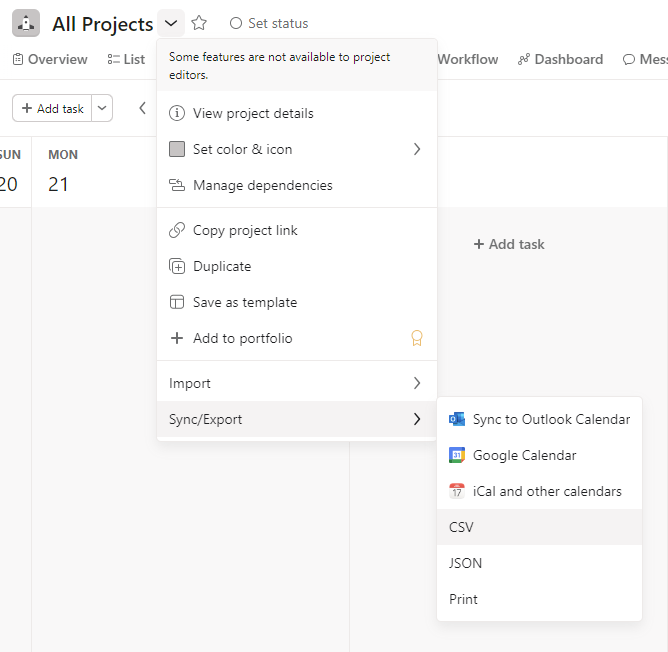 All Projects
Set status
Overview
List
Workflow
Dashboard
Mes
Some features are not available to project
editors.
Add task
View project details
Set color & icon
Manage dependencies
SUN
MON
20
21
Copy project link
Duplicate
Save as template
Add to portfolio
Add task
Import
Sync/Export
Sync to Outlook Calendar
31
Google Calendar
17
iCal and other calendars
CSV
JSON
Print